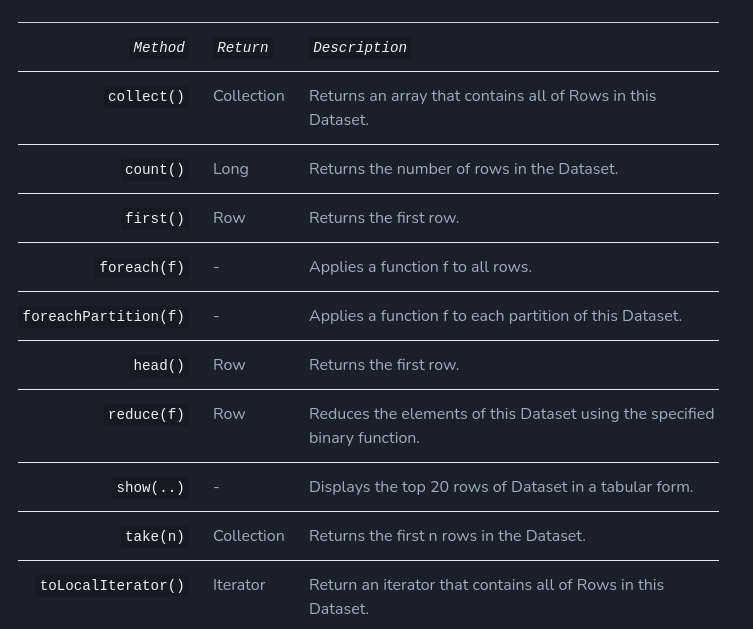 Method Return Description
collect() Collection Returns an array that contains all of Rows in this
Dataset.
count() Long Returns the number of rows in the Dataset.
first() Row Returns the first row.
foreach(f) - Applies a function f to all rows.
foreachPartition(f) - Applies a function f to each partition of this Dataset.
head() Row Returns the first row.
reduce(f) Row Reduces the elements of this Dataset using the specified
binary function.
show(..) - Displays the top 20 rows of Dataset in a tabular form.
take(n) Collection Returns the first n rows in the Dataset.
toLocalIterator() Iterator Return an iterator that contains all of Rows in this
Dataset.